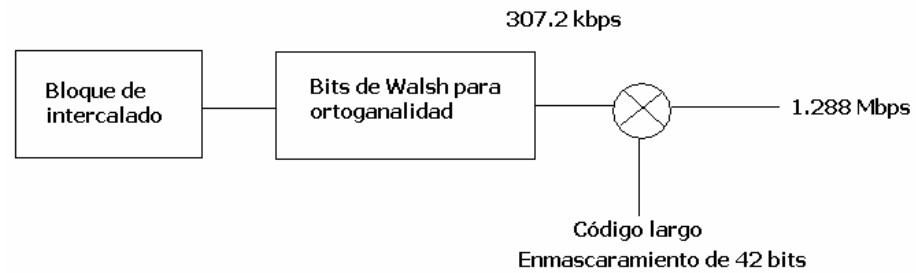 307.2 kbps
Bloque de
intercalado
Bits de Walsh para
ortoganalidad
1.288 Mbps
Código largo
Enmascaramiento de 42 bits